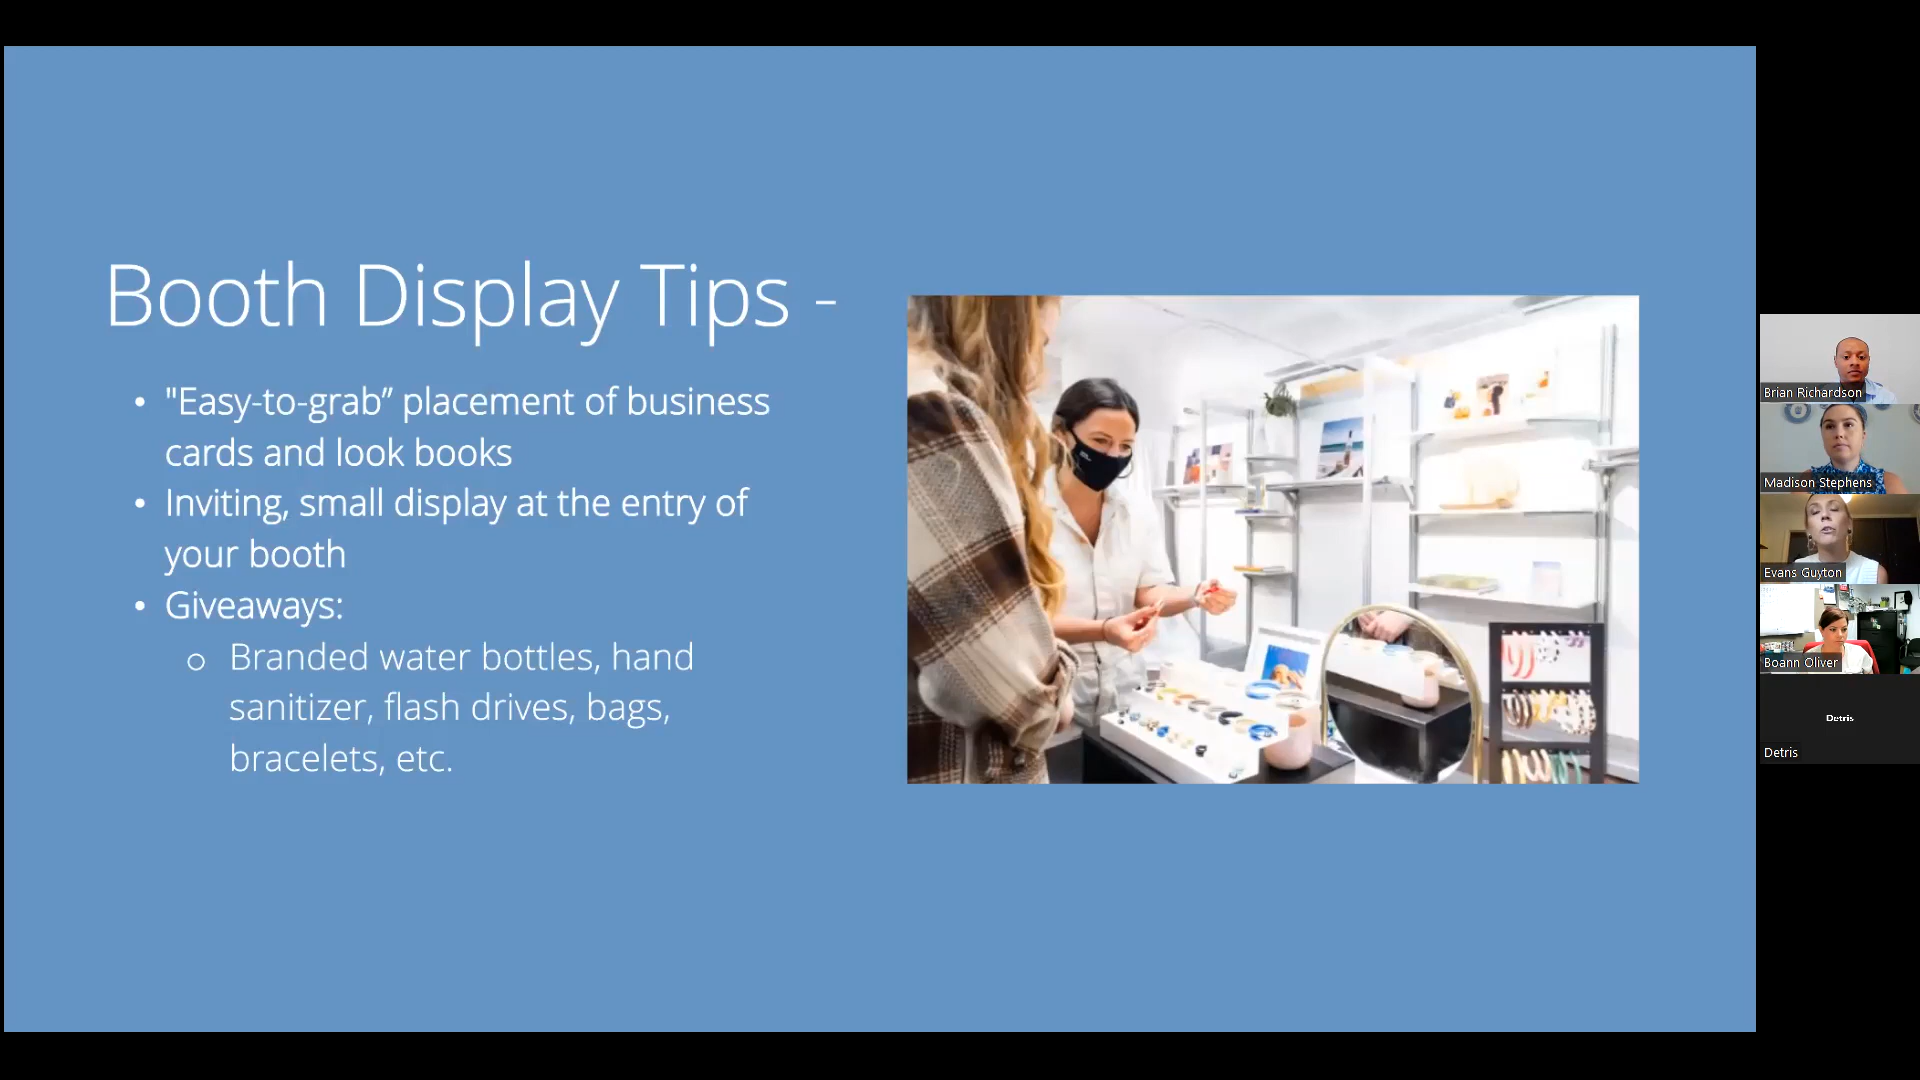 Booth Display Tips -
• "Easy-to-grab” placement of business
cards and look books
• Inviting, small display at the entry of
your booth
• Giveaways:
o Branded water bottles, hand
sanitizer, flash drives, bags,
bracelets, etc.
Brian Richardson
Madison Stephens
Evans Guyton
Boann Oliver
Detris
Detris